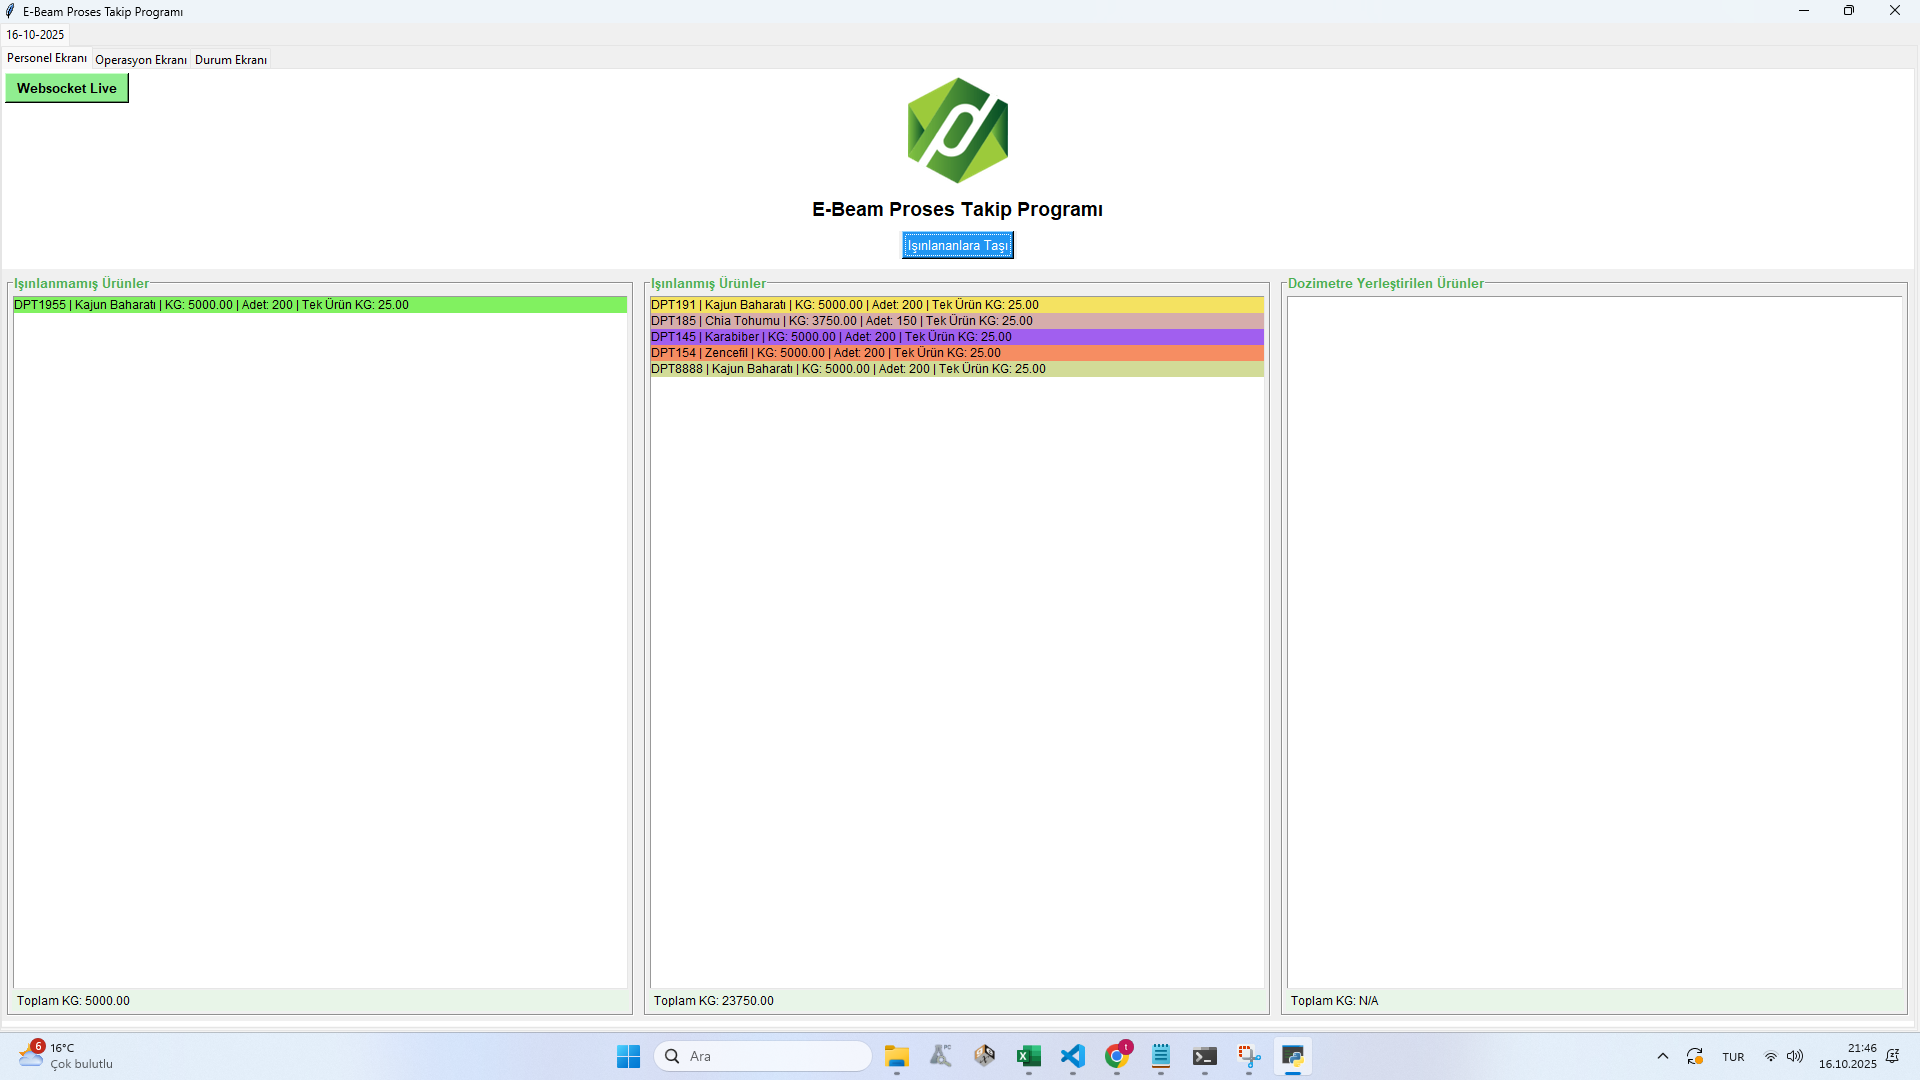 E-Beam Proses Takip Programı
16-10-2025
Personel Ekranı Operasyon Ekranı Durum Ekranı
Websocket Live
E-Beam Proses Takip Programı
Işınlananlara Taşı
Işınlanmamış Ürünler
DPT1955 | Kajun Baharatı | KG: 5000.00 | Adet: 200 | Tek Ürün KG: 25.00
Toplam KG: 5000.00
Işınlanmış Ürünler
DPT191 | Kajun Baharatı | KG: 5000.00 | Adet: 200 | Tek Ürün KG: 25.00
DPT185 | Chia Tohumu | KG: 3750.00 | Adet: 150 | Tek Ürün KG: 25.00
DPT145 | Karabiber | KG: 5000.00 | Adet: 200 | Tek Ürün KG: 25.00
DPT154 | Zencefil | KG: 5000.00 | Adet: 200 | Tek Ürün KG: 25.00
DPT8888 | Kajun Baharatı | KG: 5000.00 | Adet: 200 | Tek Ürün KG: 25.00
Toplam KG: 23750.00
Dozimetre Yerleştirilen Ürünler
Toplam KG: N/A
6
16°C
Çok bulutlu
Ara
PC
t
TUR
21:46
16.10.2025